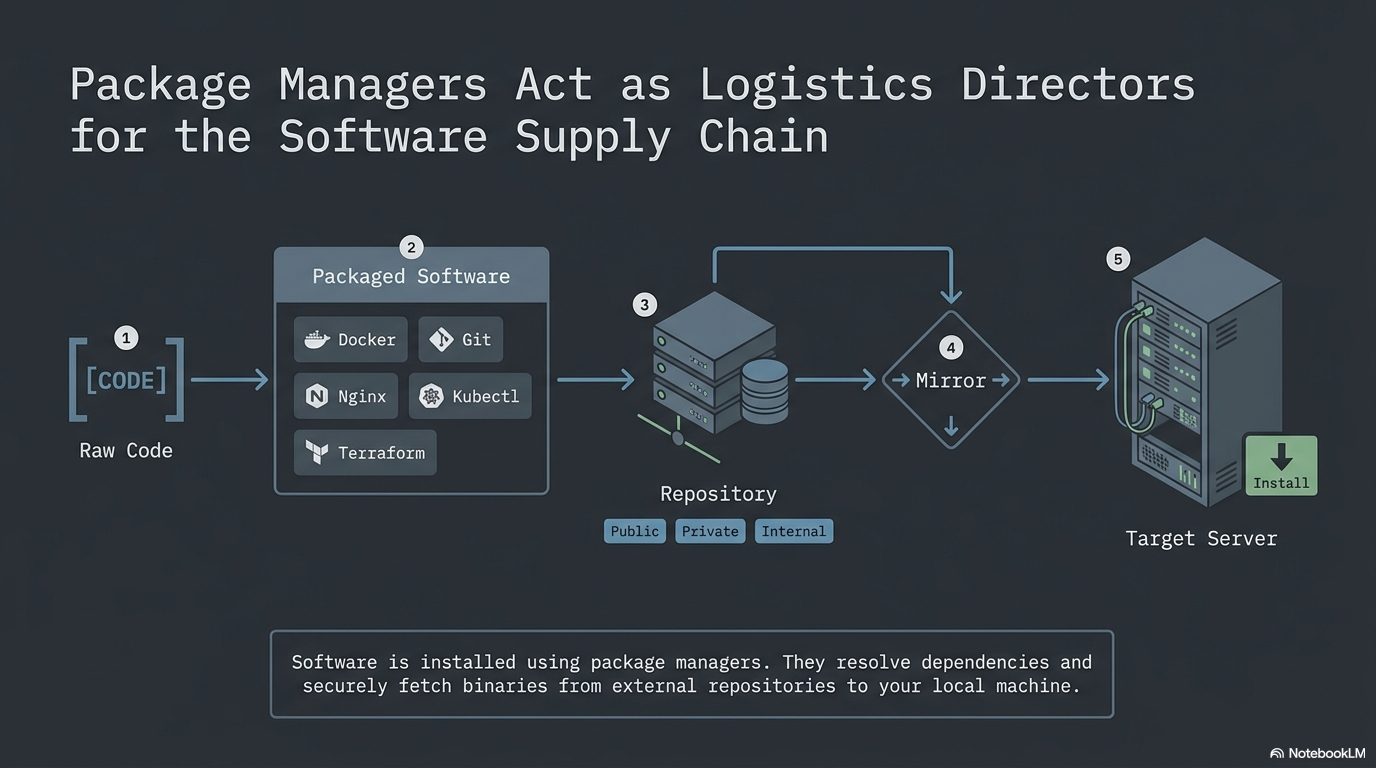 Package Managers Act as Logistics Directors
for the Software Supply Chain
1
[CODE]
Raw Code
2
Packaged Software
Docker
Git
Nginx
Kubectl
Terraform
3
Repository
Public
Private
Internal
4
Mirror
5
Install
Target Server
Software is installed using package managers. They resolve dependencies and
securely fetch binaries from external repositories to your local machine.
NotebookLM